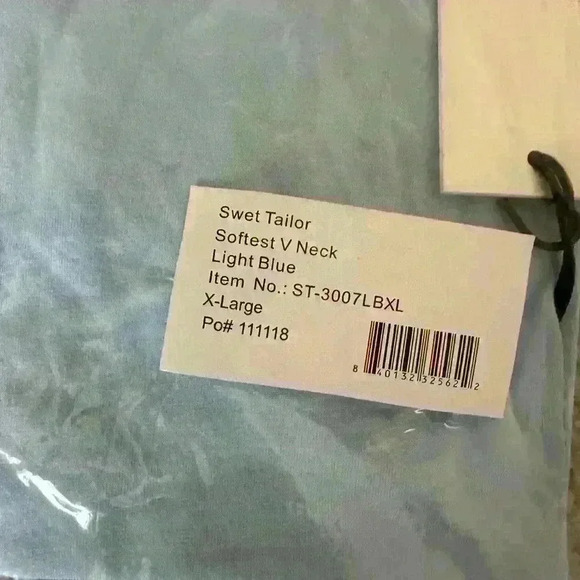 Swet Tailor
Softest V Neck
Light Blue
Item No.: ST-3007LBXL
X-Large
Po# 111118
8 40132 32562 2